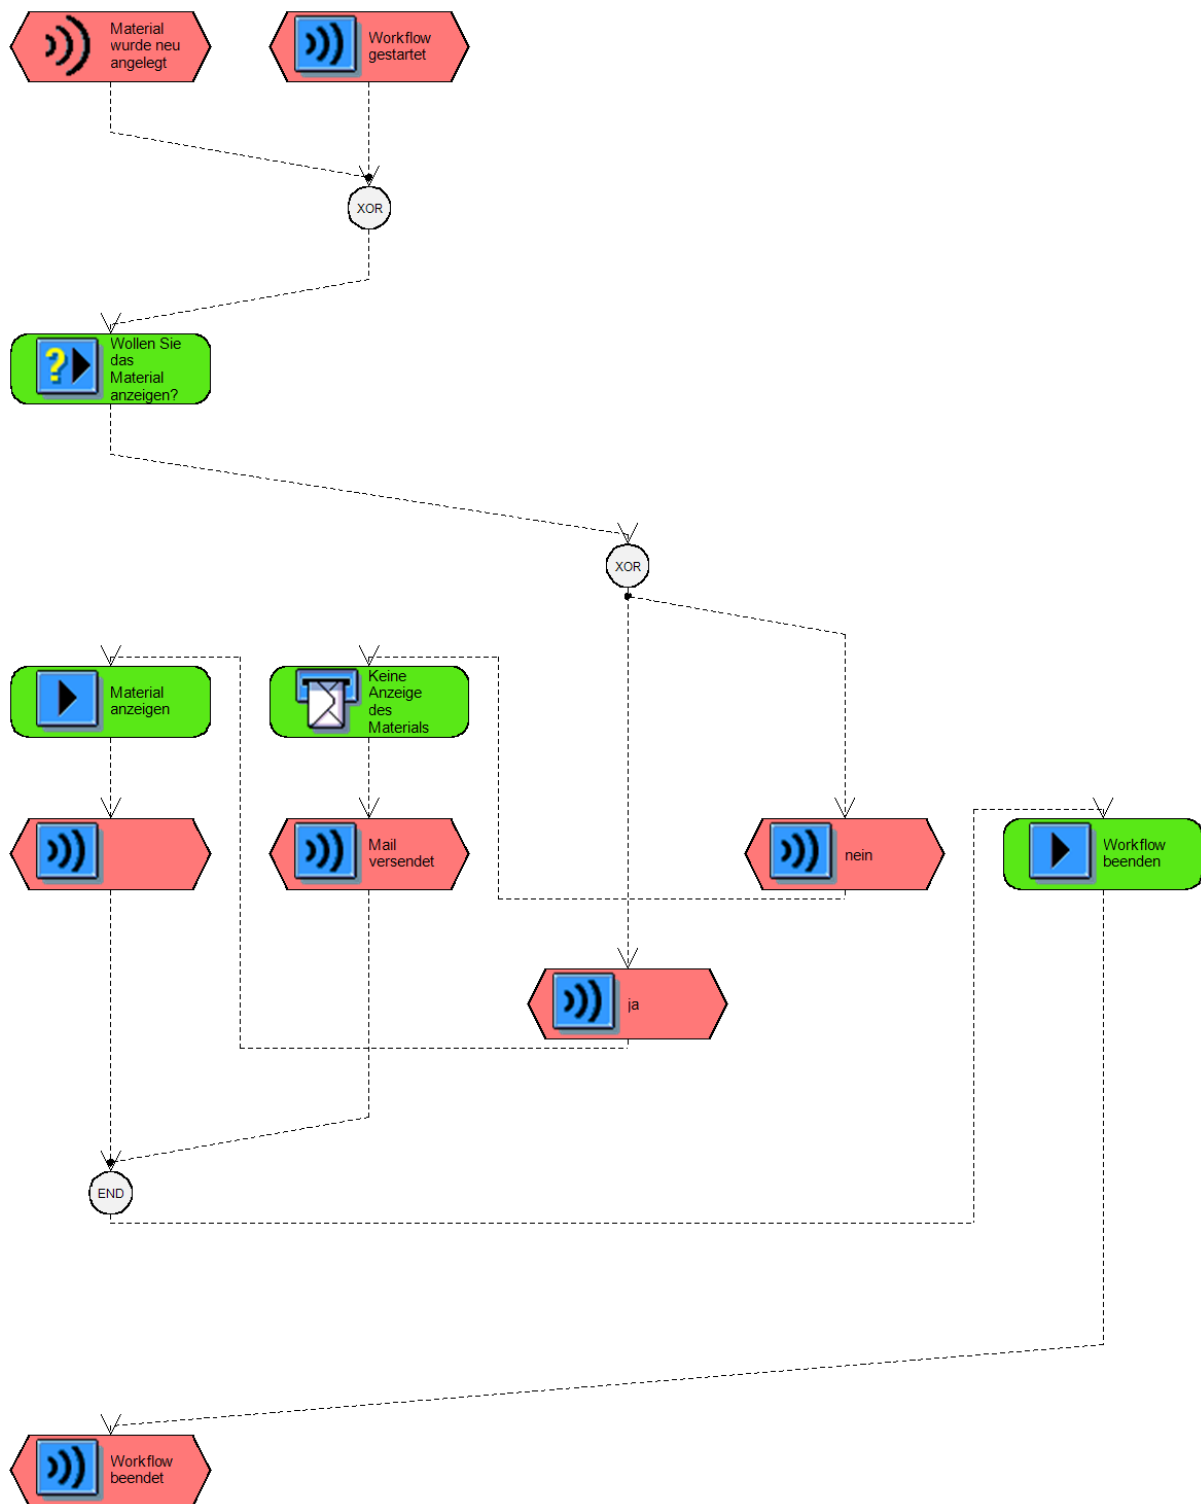 Material
wurde neu
angelegt
Workflow
gestartet
XOR
Wollen Sie
das
Material
anzeigen?
XOR
Material
anzeigen
Keine
Anzeige
des
Materials
Mail
versendet
nein
Workflow
beenden
ja
END
Workflow
beendet